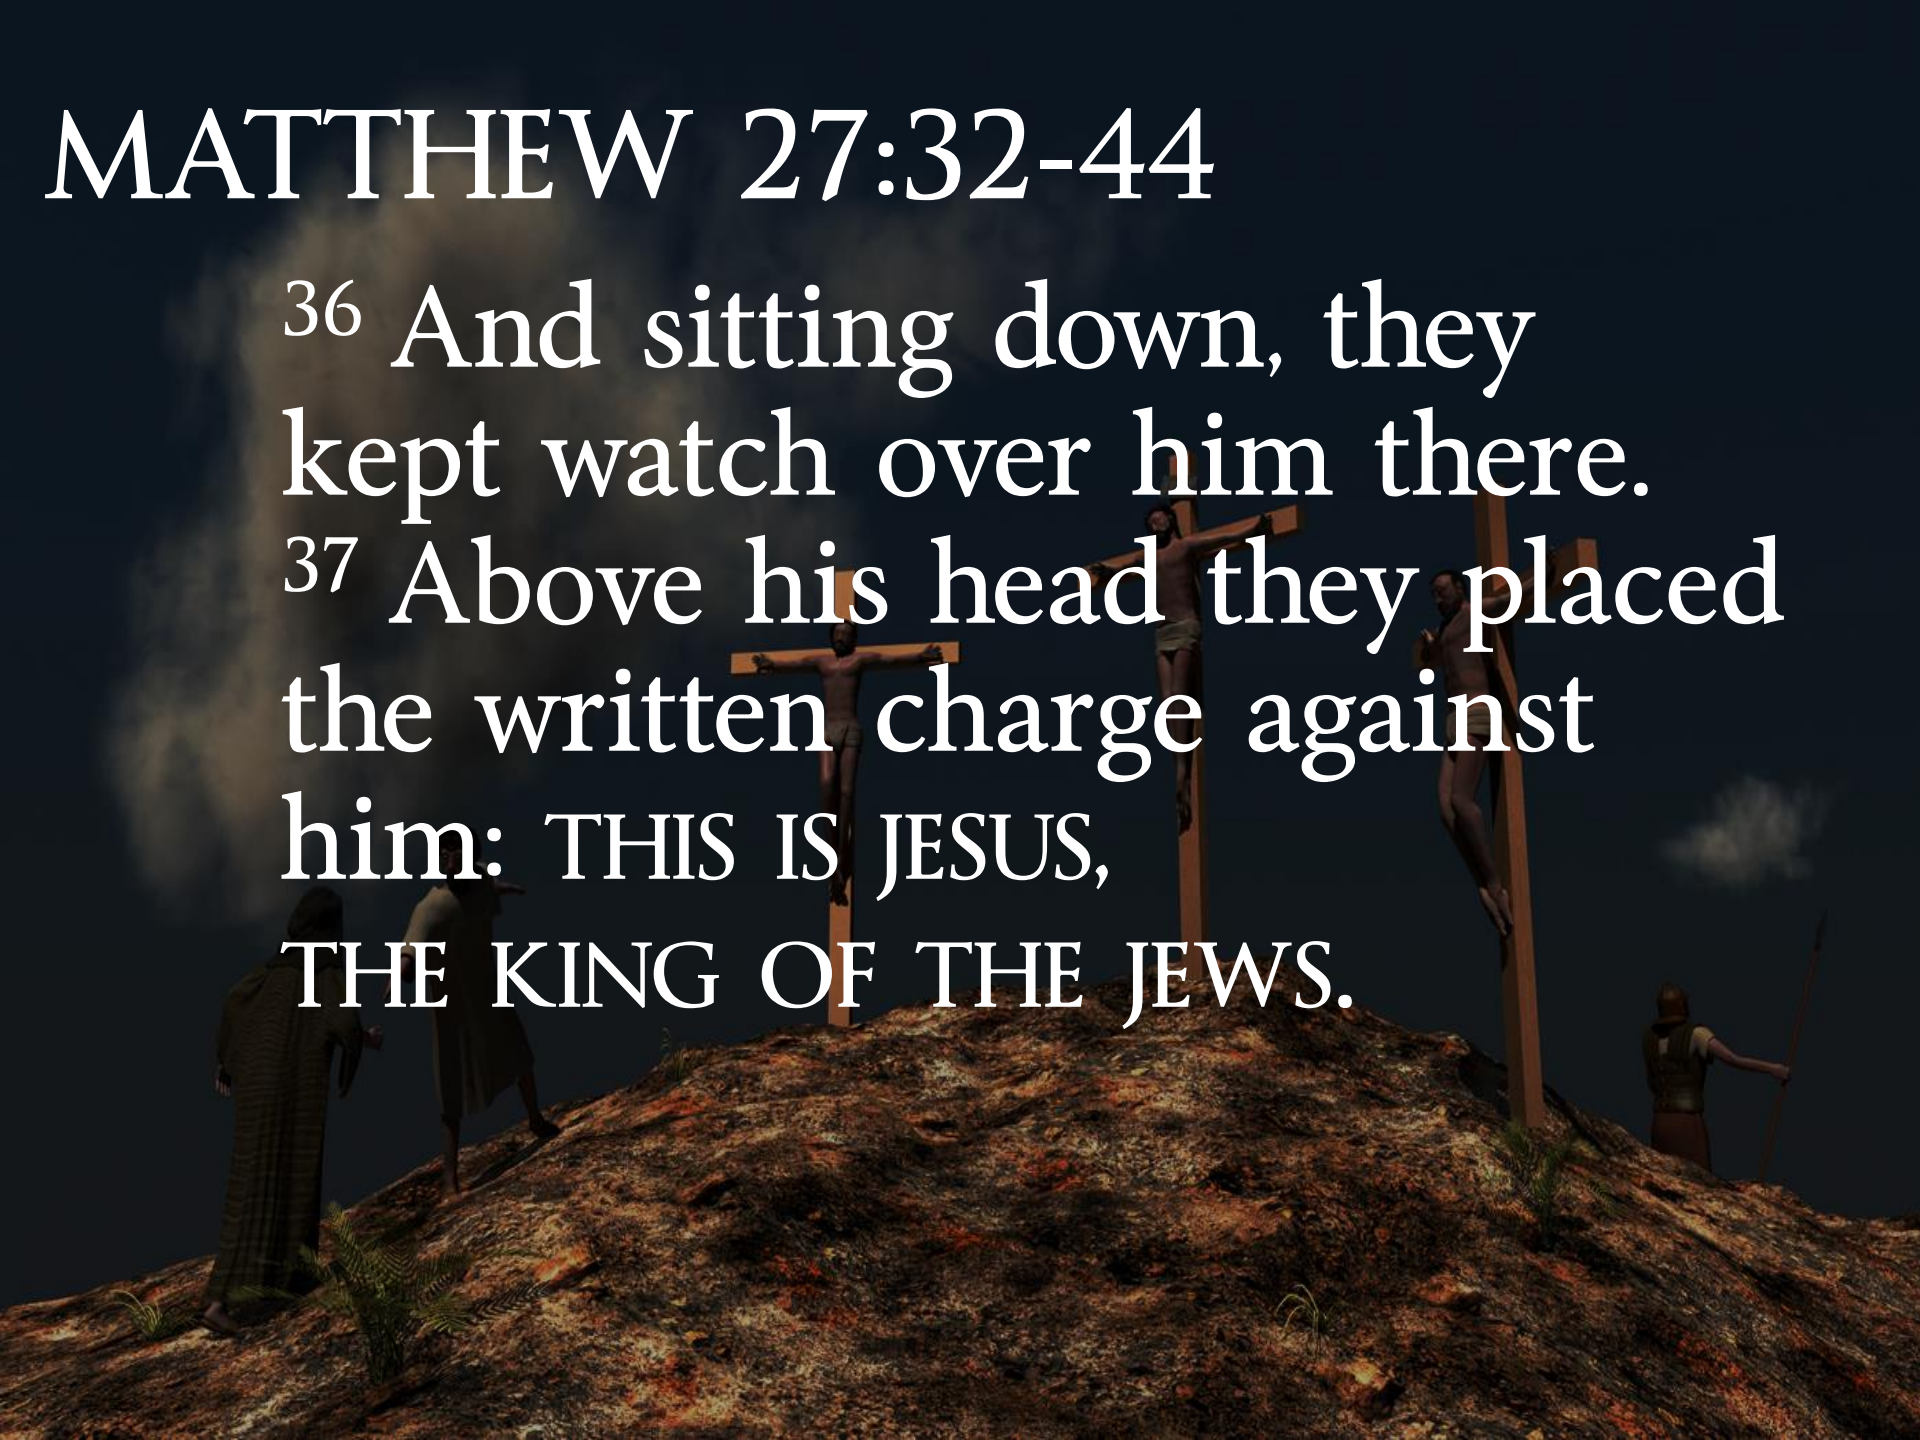 MATTHEW 27:32-44
36 And sitting down, they
kept watch over him there.
37 Above his head they placed
the written charge against
him: THIS IS JESUS,
THE KING OF THE JEWS.